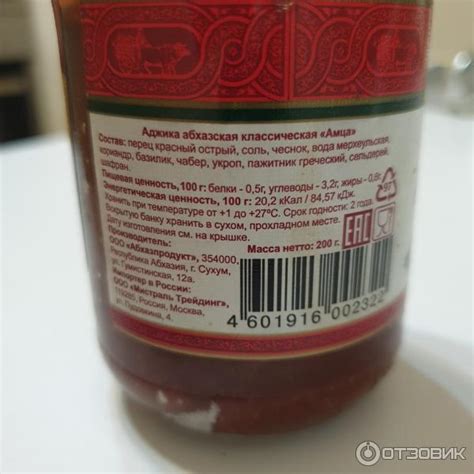 Аджика абхазская классическая «Амца»
Состав: перец красный острый, соль, чеснок, вода мерхеульская,
кориандр, базилик, чабер, укроп, пажитник греческий, сельдерей,
шафран.
Пищевая ценность, 100 г: белки - 0,5г, углеводы - 3,2г, жиры - 0,6г.
Энергетическая ценность, 100 г: 20,2 кКал / 84,57 кДж.
Хранить при температуре от +1 до +27°С. Срок годности: 2 года.
Вскрытую банку хранить в сухом, прохладном месте.
Дату изготовления см. на крышке.
Масса нетто: 200 г.
Производитель:
ООО «Абхазпродукт», 354000,
Республика Абхазия, г. Сухум,
ул. Гумистинская, 12а.
Импортер в России:
ООО «Мистраль Трейдинг»,
Россия, Москва,
4.
97
EAC
4 601916 002322
ОТЗОВИК